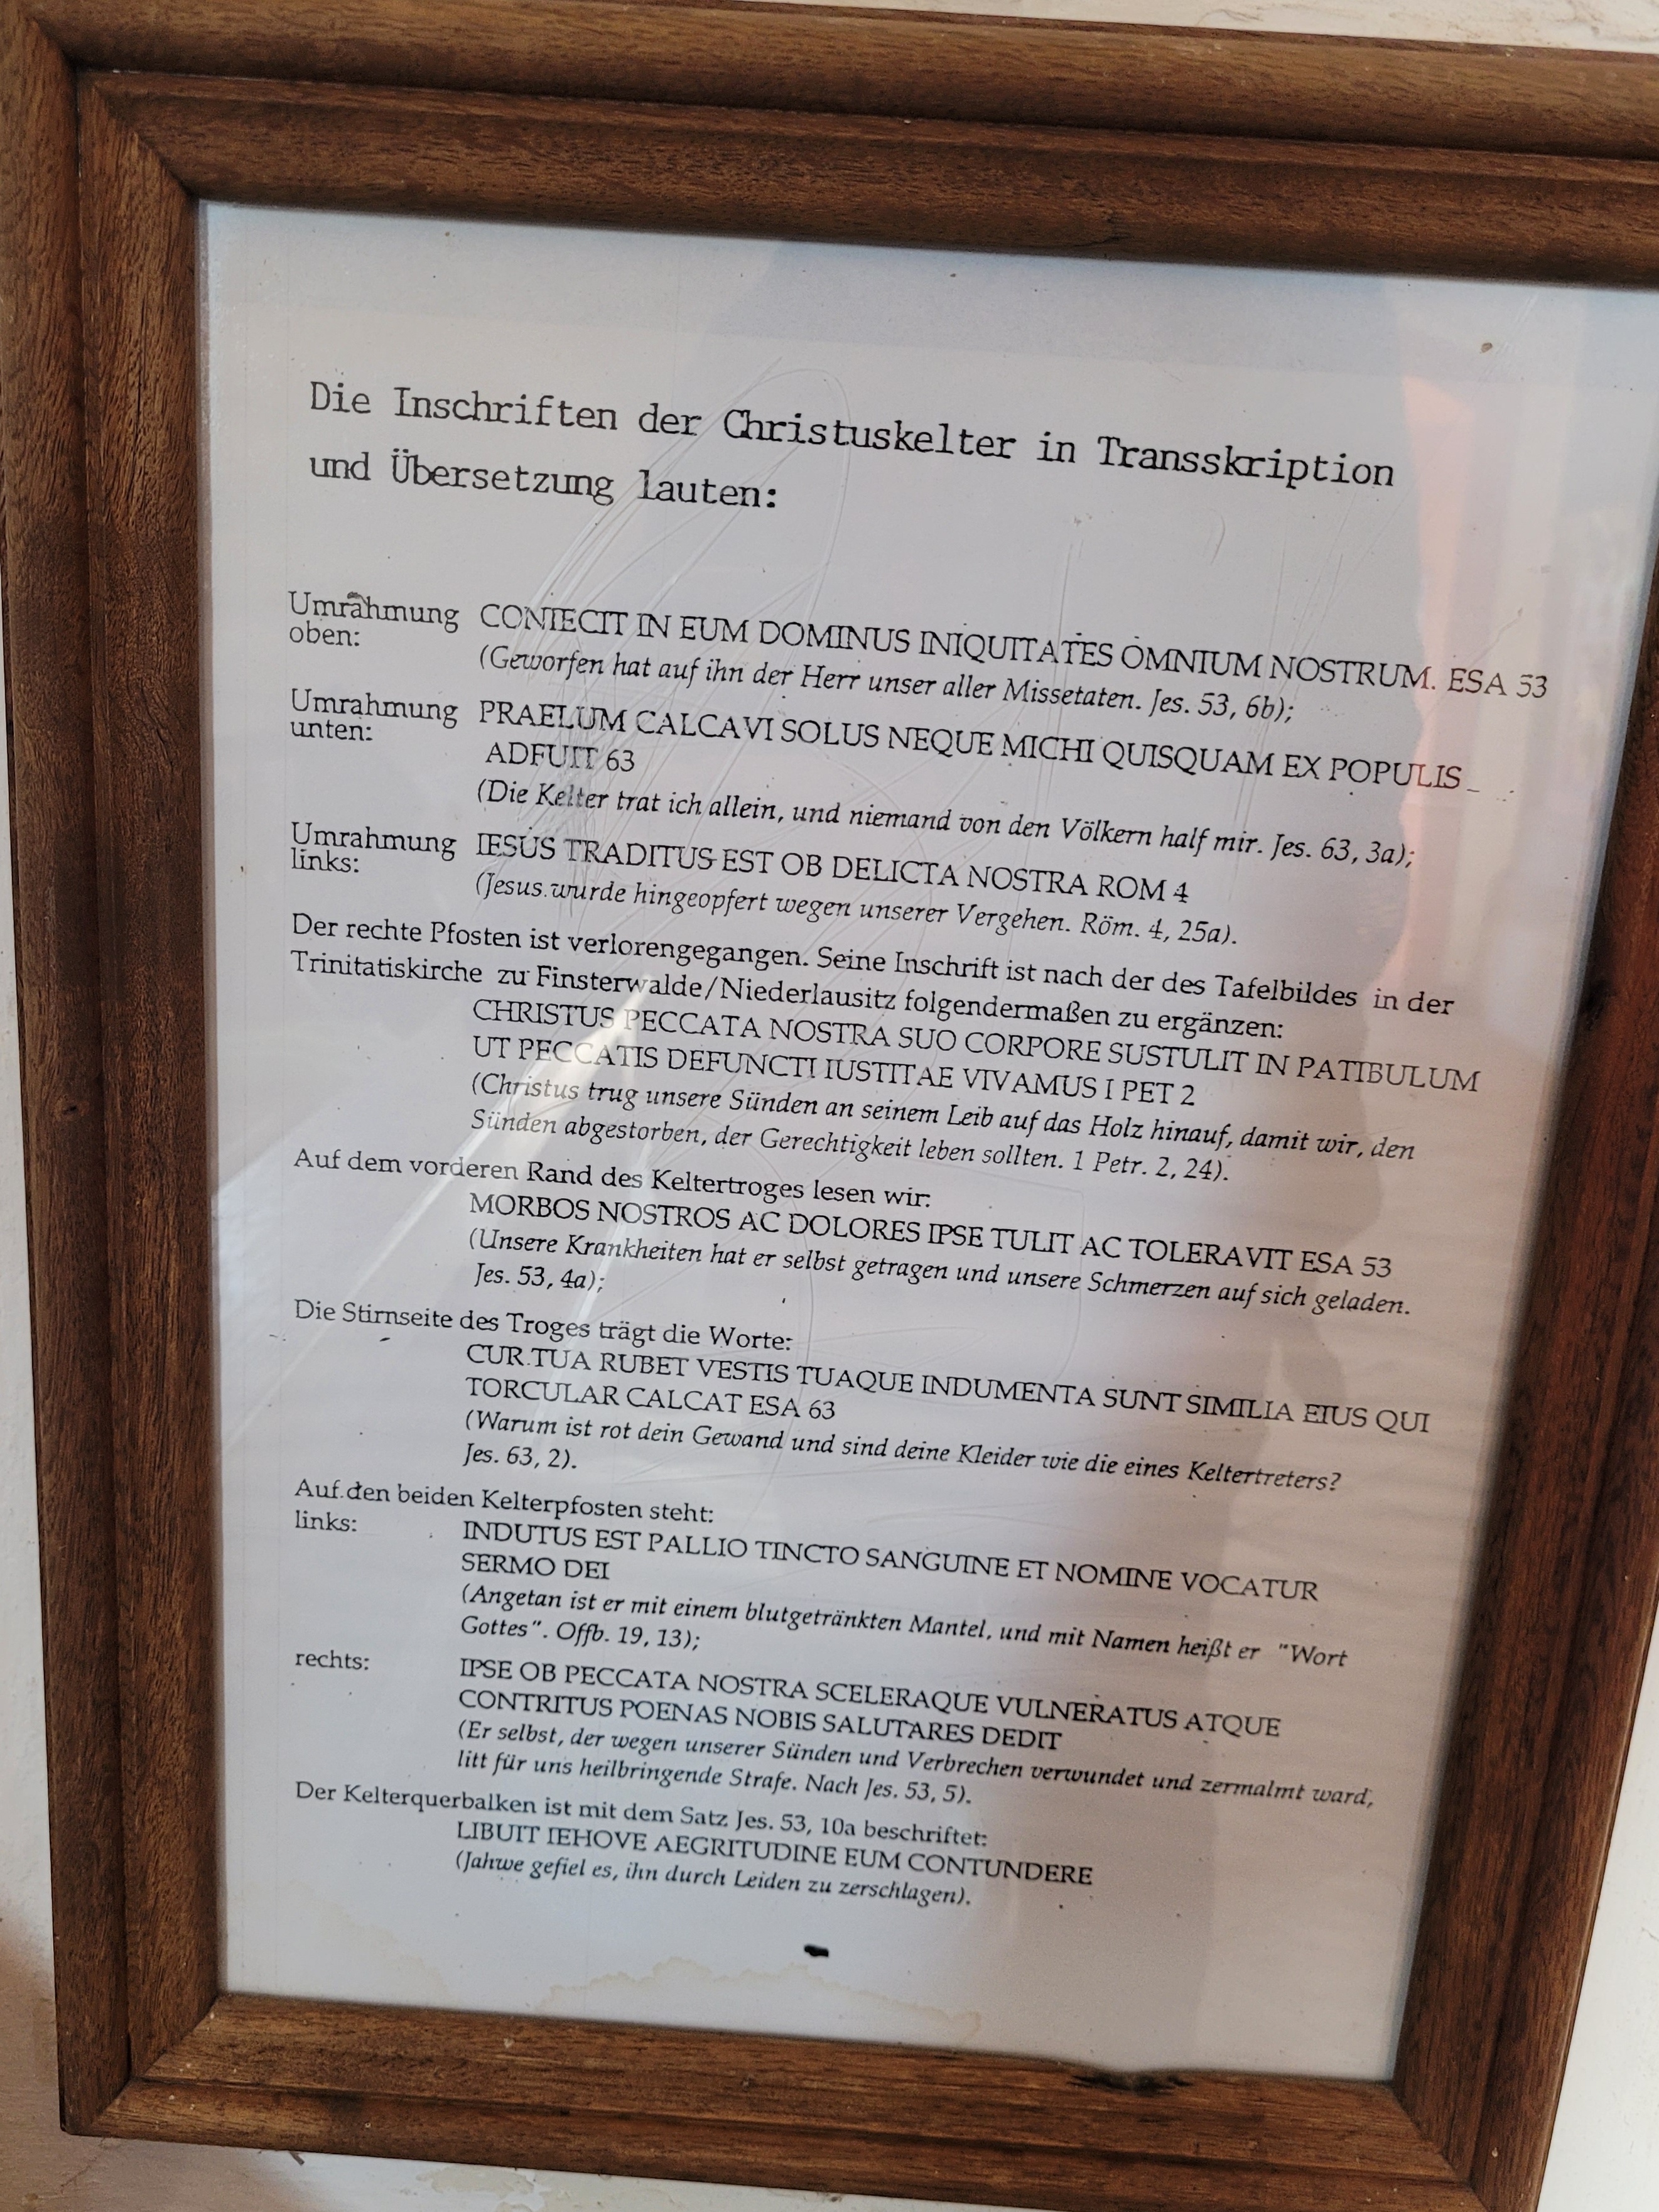 Die Inschriften der Christuskelter in Transskription
und Übersetzung lauten:
Umrahmung oben: CONIECIT IN EUM DOMINUS INIQUITATES OMNIUM NOSTRUM. ESA 53
(Geworfen hat auf ihn der Herr unser aller Missetaten. Jes. 53, 6b);
Umrahmung unten: PRAELUM CALCAVI SOLUS NEQUE MICHI QUISQUAM EX POPULIS
ADFUIT 63
(Die Kelter trat ich allein, und niemand von den Völkern half mir. Jes. 63, 3a);
Umrahmung links: IESUS TRADITUS EST OB DELICTA NOSTRA ROM 4
(Jesus wurde hingeopfert wegen unserer Vergehen. Röm. 4, 25a).
Der rechte Pfosten ist verlorengegangen. Seine Inschrift ist nach der des Tafelbildes in der
Trinitatiskirche zu Finsterwalde/Niederlausitz folgendermaßen zu ergänzen:
CHRISTUS PECCATA NOSTRA SUO CORPORE SUSTULIT IN PATIBULUM
UT PECCATIS DEFUNCTI IUSTITAE VIVAMUS I PET 2
(Christus trug unsere Sünden an seinem Leib auf das Holz hinauf, damit wir, den
Sünden abgestorben, der Gerechtigkeit leben sollten. 1 Petr. 2, 24).
Auf dem vorderen Rand des Keltertroges lesen wir:
MORBOS NOSTROS AC DOLORES IPSE TULIT AC TOLERAVIT ESA 53
(Unsere Krankheiten hat er selbst getragen und unsere Schmerzen auf sich geladen.
Jes. 53, 4a);
Die Stirnseite des Troges trägt die Worte:
CUR TUA RUBET VESTIS TUAQUE INDUMENTA SUNT SIMILIA EIUS QUI
TORCULAR CALCAT ESA 63
(Warum ist rot dein Gewand und sind deine Kleider wie die eines Keltertreters?
Jes. 63, 2).
Auf den beiden Kelterpfosten steht:
links: INDUTUS EST PALLIO TINCTO SANGUINE ET NOMINE VOCATUR
SERMO DEI
(Angetan ist er mit einem blutgetränkten Mantel, und mit Namen heißt er "Wort
Gottes". Offb. 19, 13);
rechts: IPSE OB PECCATA NOSTRA SCELERAQUE VULNERATUS ATQUE
CONTRITUS POENAS NOBIS SALUTARES DEDIT
(Er selbst, der wegen unserer Sünden und Verbrechen verwundet und zermalmt ward,
litt für uns heilbringende Strafe. Nach Jes. 53, 5).
Der Kelterquerbalken ist mit dem Satz Jes. 53, 10a beschriftet:
LIBUIT IEHOVE AEGRITUDINE EUM CONTUNDERE
(Jahwe gefiel es, ihn durch Leiden zu zerschlagen).